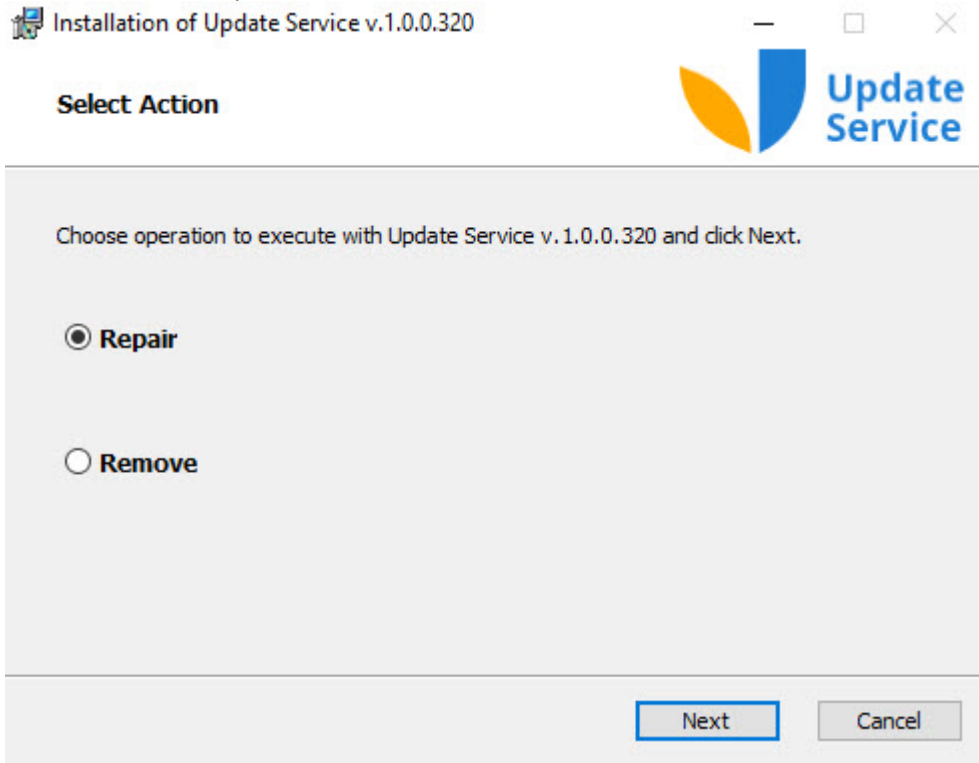 Installation of Update Service v.1.0.0.320
Select Action
Update
Service
Choose operation to execute with Update Service v.1.0.0.320 and click Next.
Repair
Remove
Next
Cancel